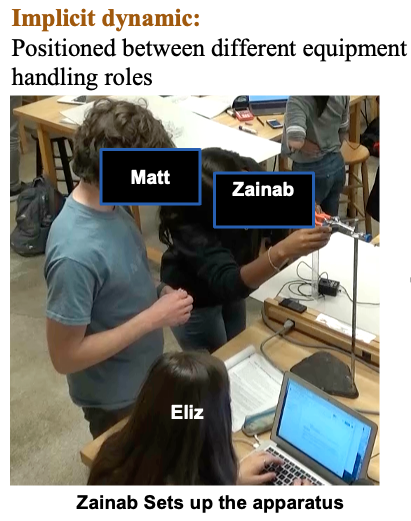 Implicit dynamic:
Positioned between different equipment
handling roles
Matt
Zainab
Eliz
Zainab Sets up the apparatus